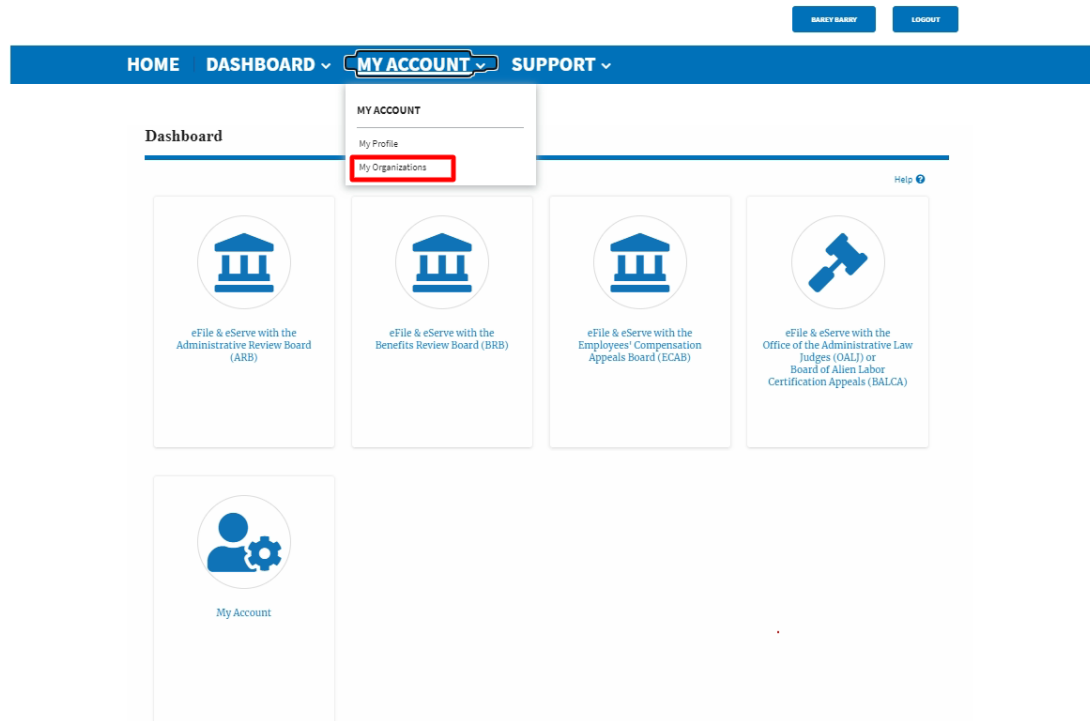 BAREY BARRY
LOGOUT
HOME DASHBOARD MY ACCOUNT SUPPORT
MY ACCOUNT
My Profile
My Organizations
Dashboard
Help
eFile & eServe with the
Administrative Review Board
(ARB)
eFile & eServe with the
Benefits Review Board (BRB)
eFile & eServe with the
Employees' Compensation
Appeals Board (ECAB)
eFile & eServe with the
Office of the Administrative Law
Judges (OALJ) or
Board of Alien Labor
Certification Appeals (BALCA)
My Account